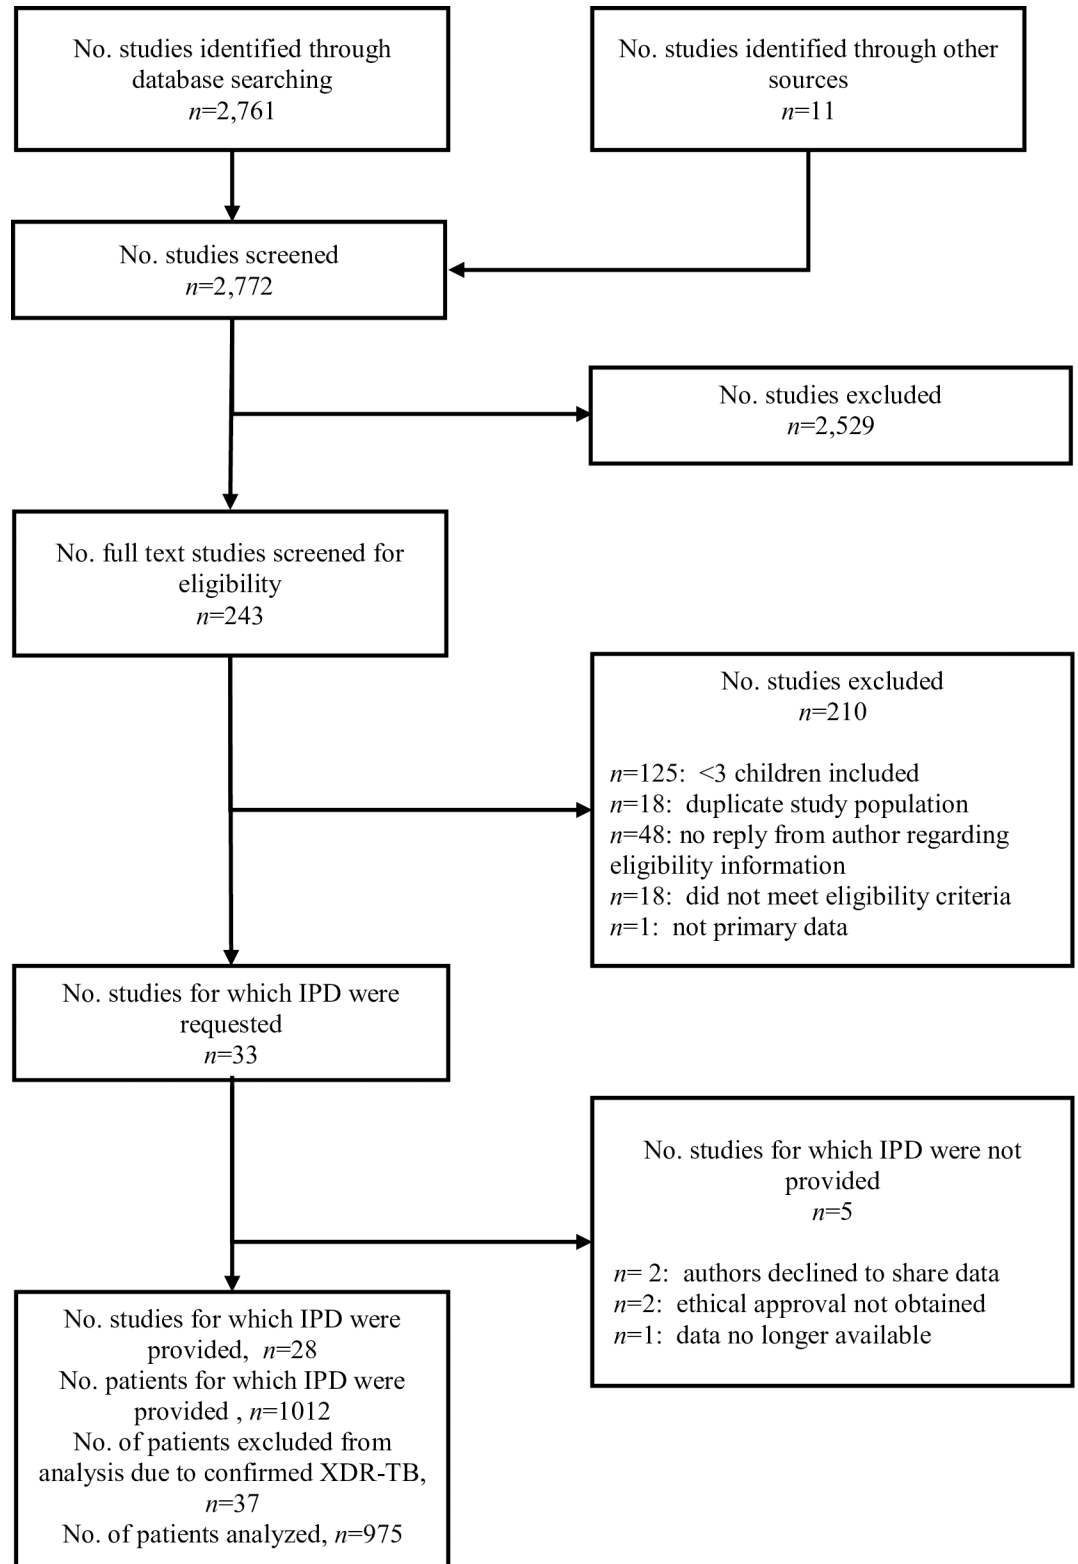 No. studies identified through
database searching
n=2,761
No. studies identified through other
sources
n=11
No. studies screened
n=2,772
No. studies excluded
n=2,529
No. full text studies screened for
eligibility
n=243
No. studies excluded
n=210
n=125:  <3 children included
n=18:  duplicate study population
n=48: no reply from author regarding
eligibility information
n=18:  did not meet eligibility criteria
n=1:  not primary data
No. studies for which IPD were
requested
n=33
No. studies for which IPD were not
provided
n=5
n= 2:  authors declined to share data
n=2:  ethical approval not obtained
n=1:  data no longer available
No. studies for which IPD were
provided,  n=28
No. patients for which IPD were
provided , n=1012
No. of patients excluded from
analysis due to confirmed XDR-TB,
n=37
No. of patients analyzed, n=975